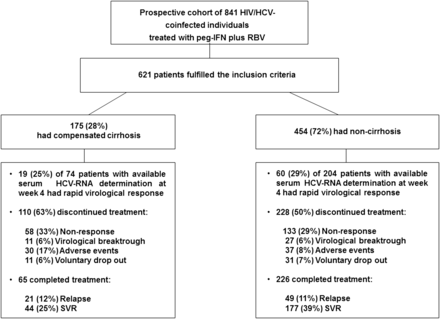 Prospective cohort of 841 HIV/HCV-
coinfected individuals
treated with peg-IFN plus RBV
621 patients fulfilled the inclusion criteria
175 (28%)
had compensated cirrhosis
454 (72%) had non-cirrhosis
• 19 (25%) of 74 patients with available
serum HCV-RNA determination at
week 4 had rapid virological response
• 110 (63%) discontinued treatment:
58 (33%) Non-response
11 (6%) Virological breaktrough
30 (17%) Adverse events
11 (6%) Voluntary drop out
• 65 completed treatment:
21 (12%) Relapse
44 (25%) SVR
• 60 (29%) of 204 patients with available
serum HCV-RNA determination at week
4 had rapid virological response
• 228 (50%) discontinued treatment:
133 (29%) Non-response
27 (6%) Virological breaktrough
37 (8%) Adverse events
31 (7%) Voluntary drop out
• 226 completed treatment:
49 (11%) Relapse
177 (39%) SVR